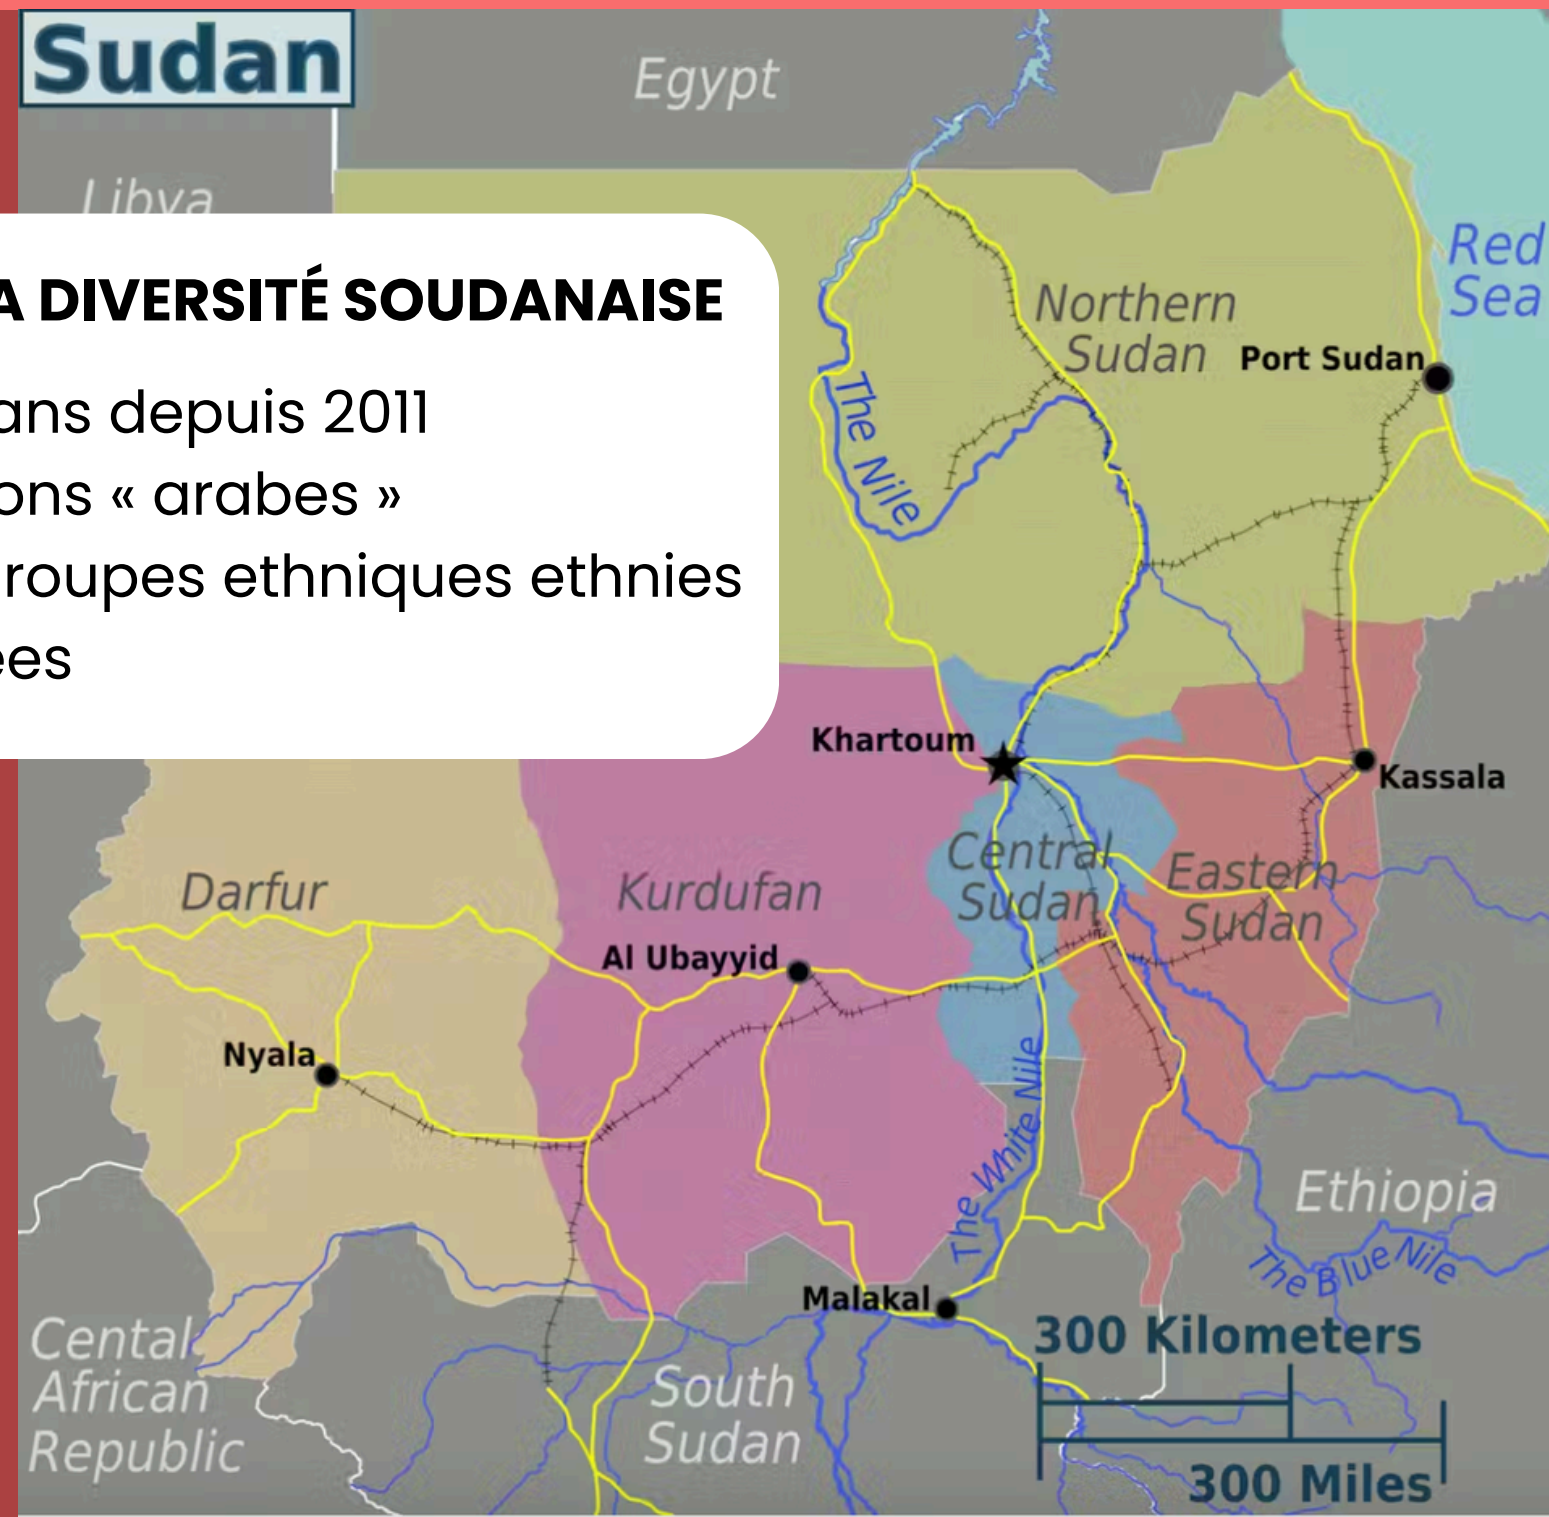 Sudan
Egypt
Libya
A DIVERSITÉ SOUDANAISE
ans depuis 2011
ons « arabes »
roupes ethniques ethnies
ées
Red
Sea
Northern
Sudan
Port Sudan
The Nile
Khartoum
Kassala
Central
Sudan
Eastern
Sudan
Darfur
Kurdufan
Al Ubayyid
Nyala
The White Nile
Ethiopia
The Blue Nile
Malakal
300 Kilometers
300 Miles
Cental
African
Republic
South
Sudan